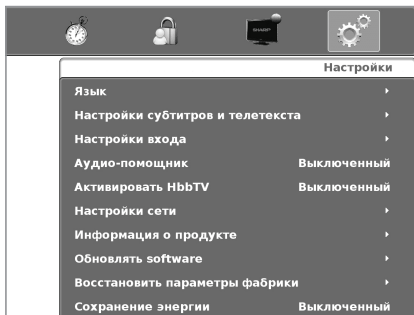 SHARP
Настройки
Язык
Настройки субтитров и телетекста
Настройки входа
Аудио-помощник Выключенный
Активировать HbbTV Выключенный
Настройки сети
Информация о продукте
Обновлять software
Восстановить параметры фабрики
Сохранение энергии Выключенный